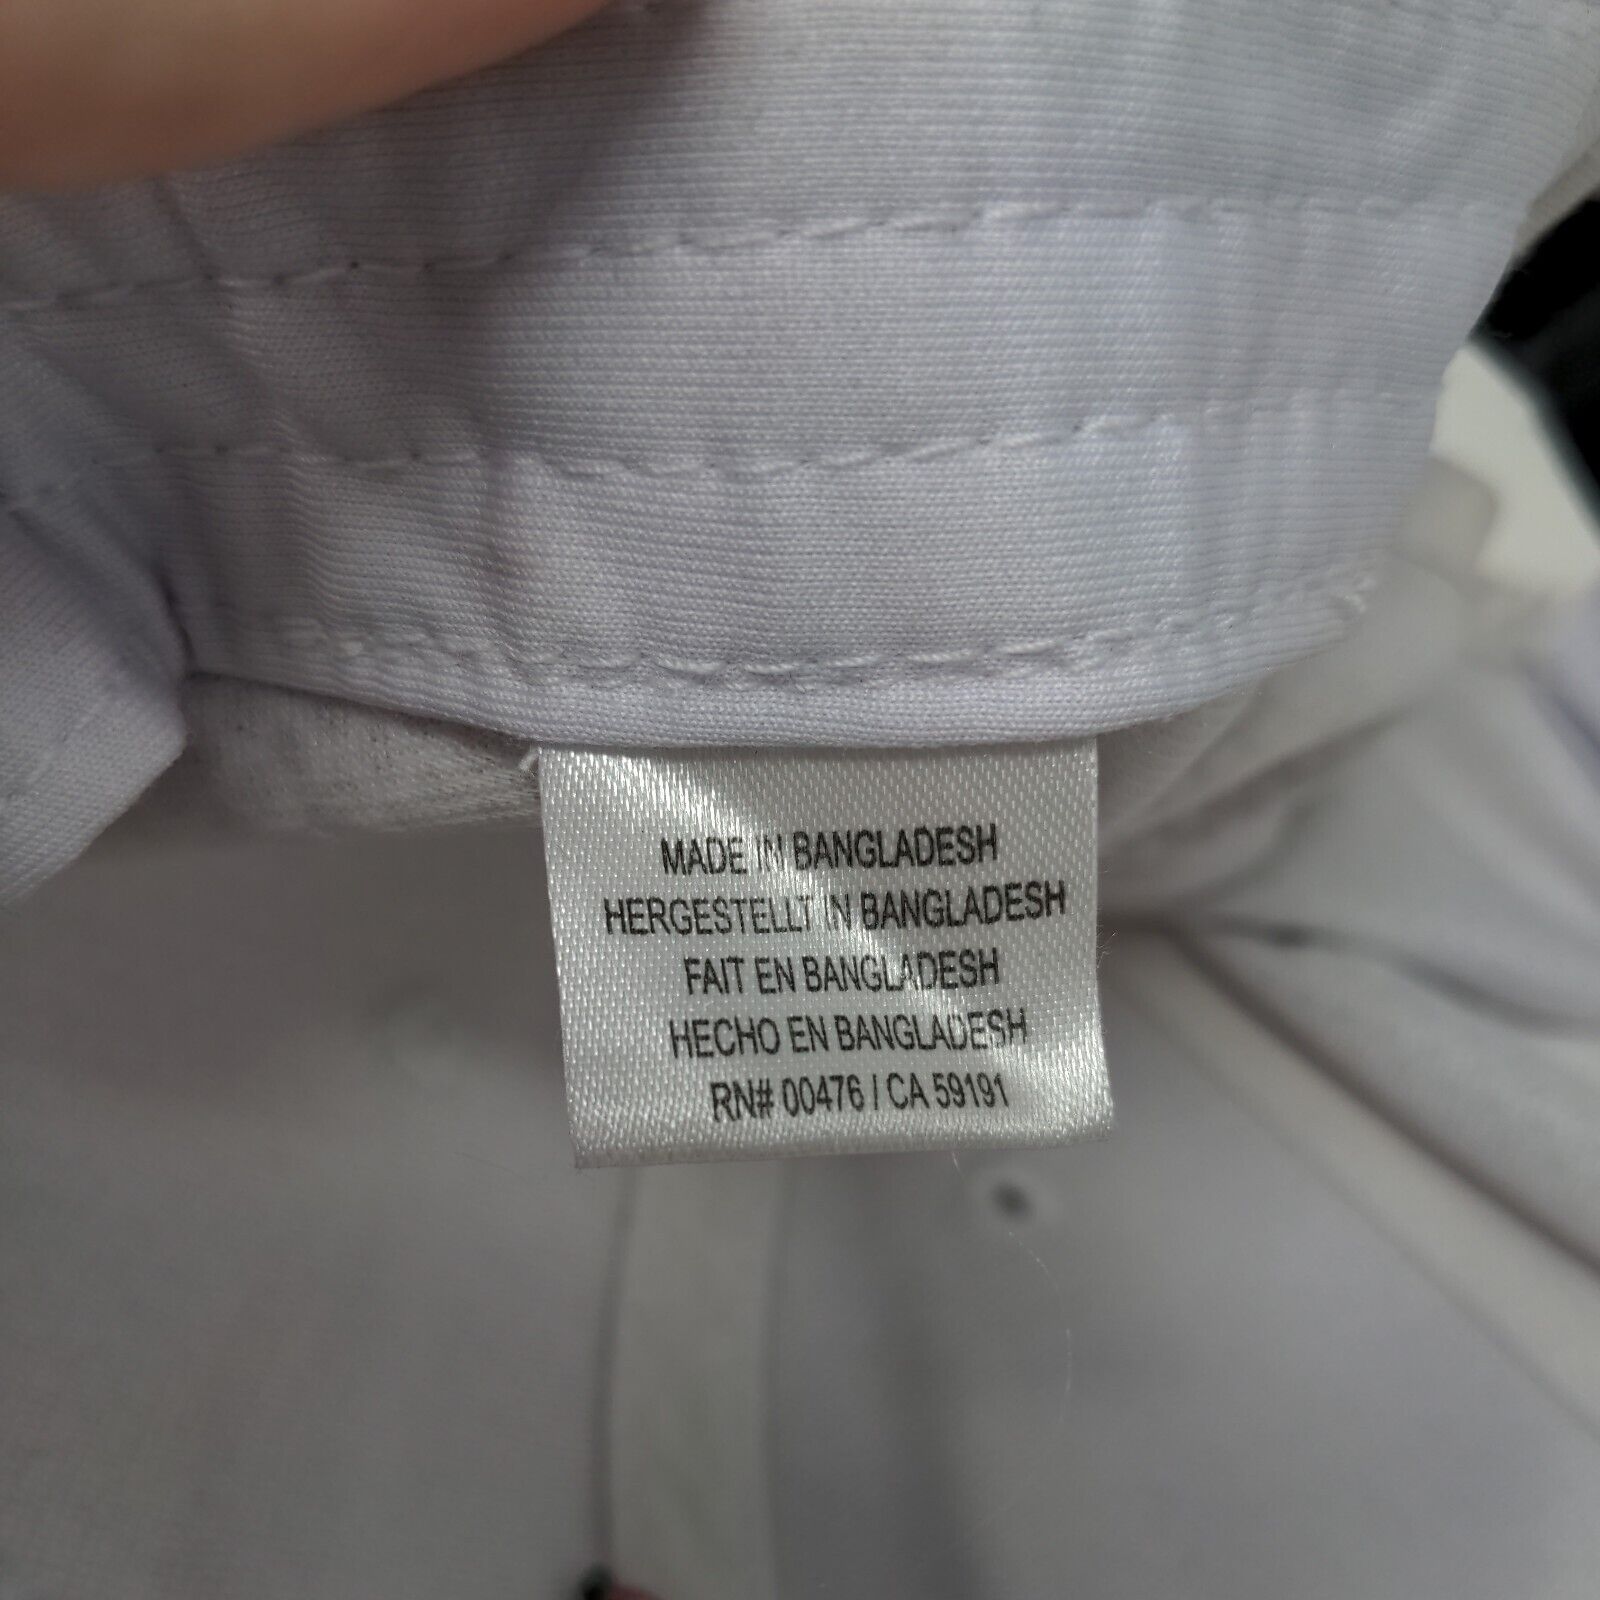 MADE IN BANGLADESH
HERGESTELLT IN BANGLADESH
FAIT EN BANGLADESH
HECHO EN BANGLADESH
RN# 00476 / CA 59191